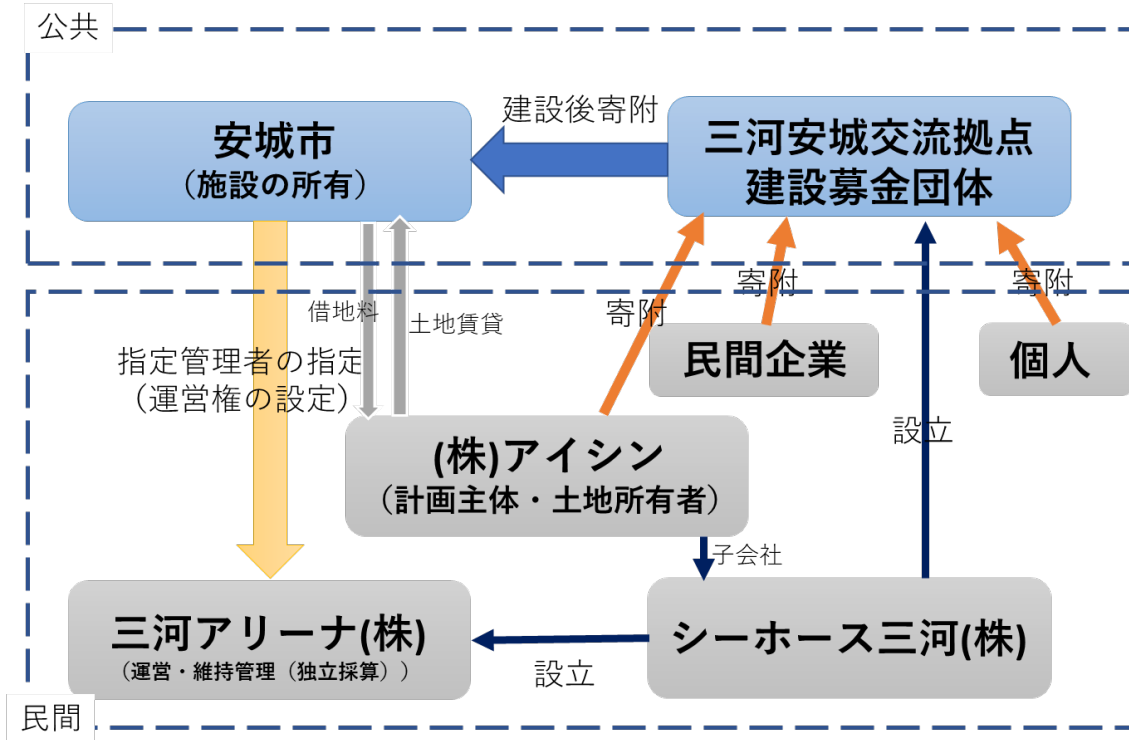 公共
建設後寄附
安城市
（施設の所有）
三河安城交流拠点
建設募金団体
寄附
寄附
寄附
借地料
土地賃貸
指定管理者の指定
（運営権の設定）
民間企業
個人
設立
(株)アイシン
（計画主体・土地所有者）
子会社
三河アリーナ(株)
（運営・維持管理（独立採算））
設立
シーホース三河(株)
民間